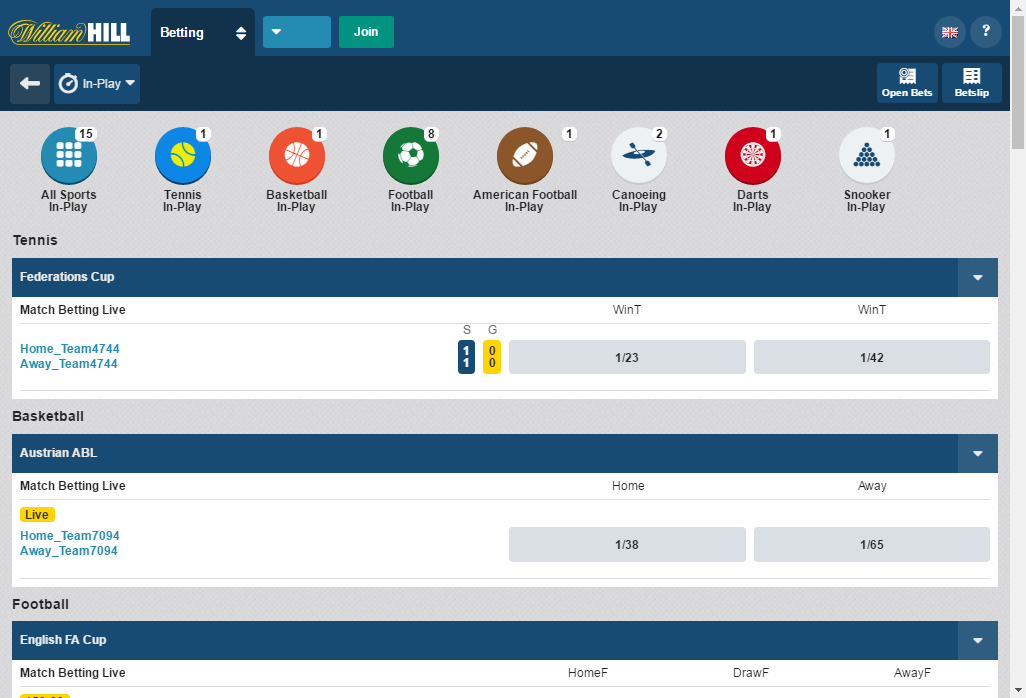 William HILL
Betting
Join
?
In-Play
Open Bets
Betslip
15
1
1
8
1
2
1
1
All Sports
In-Play
Tennis
In-Play
Basketball
In-Play
Football
In-Play
American Football
In-Play
Canoeing
In-Play
Darts
In-Play
Snooker
In-Play
Tennis
Federations Cup
Match Betting Live
WinT
WinT
S G
Home_Team4744
Away_Team4744
1 0
1 0
1/23
1/42
Basketball
Austrian ABL
Match Betting Live
Home
Away
Live
Home_Team7094
Away_Team7094
1/38
1/65
Football
English FA Cup
Match Betting Live
HomeF
DrawF
AwayF